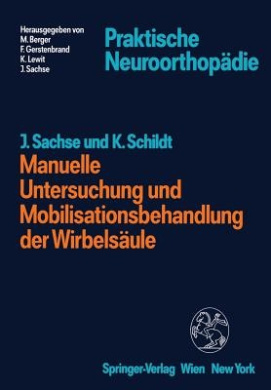 Herausgegeben von
M. Berger
F. Gerstenbrand
K. Lewit
J. Sachse
Praktische
Neuroorthopädie
J. Sachse und K. Schildt
Manuelle
Untersuchung und
Mobilisationsbehandlung
der Wirbelsäule
Springer-Verlag Wien New York